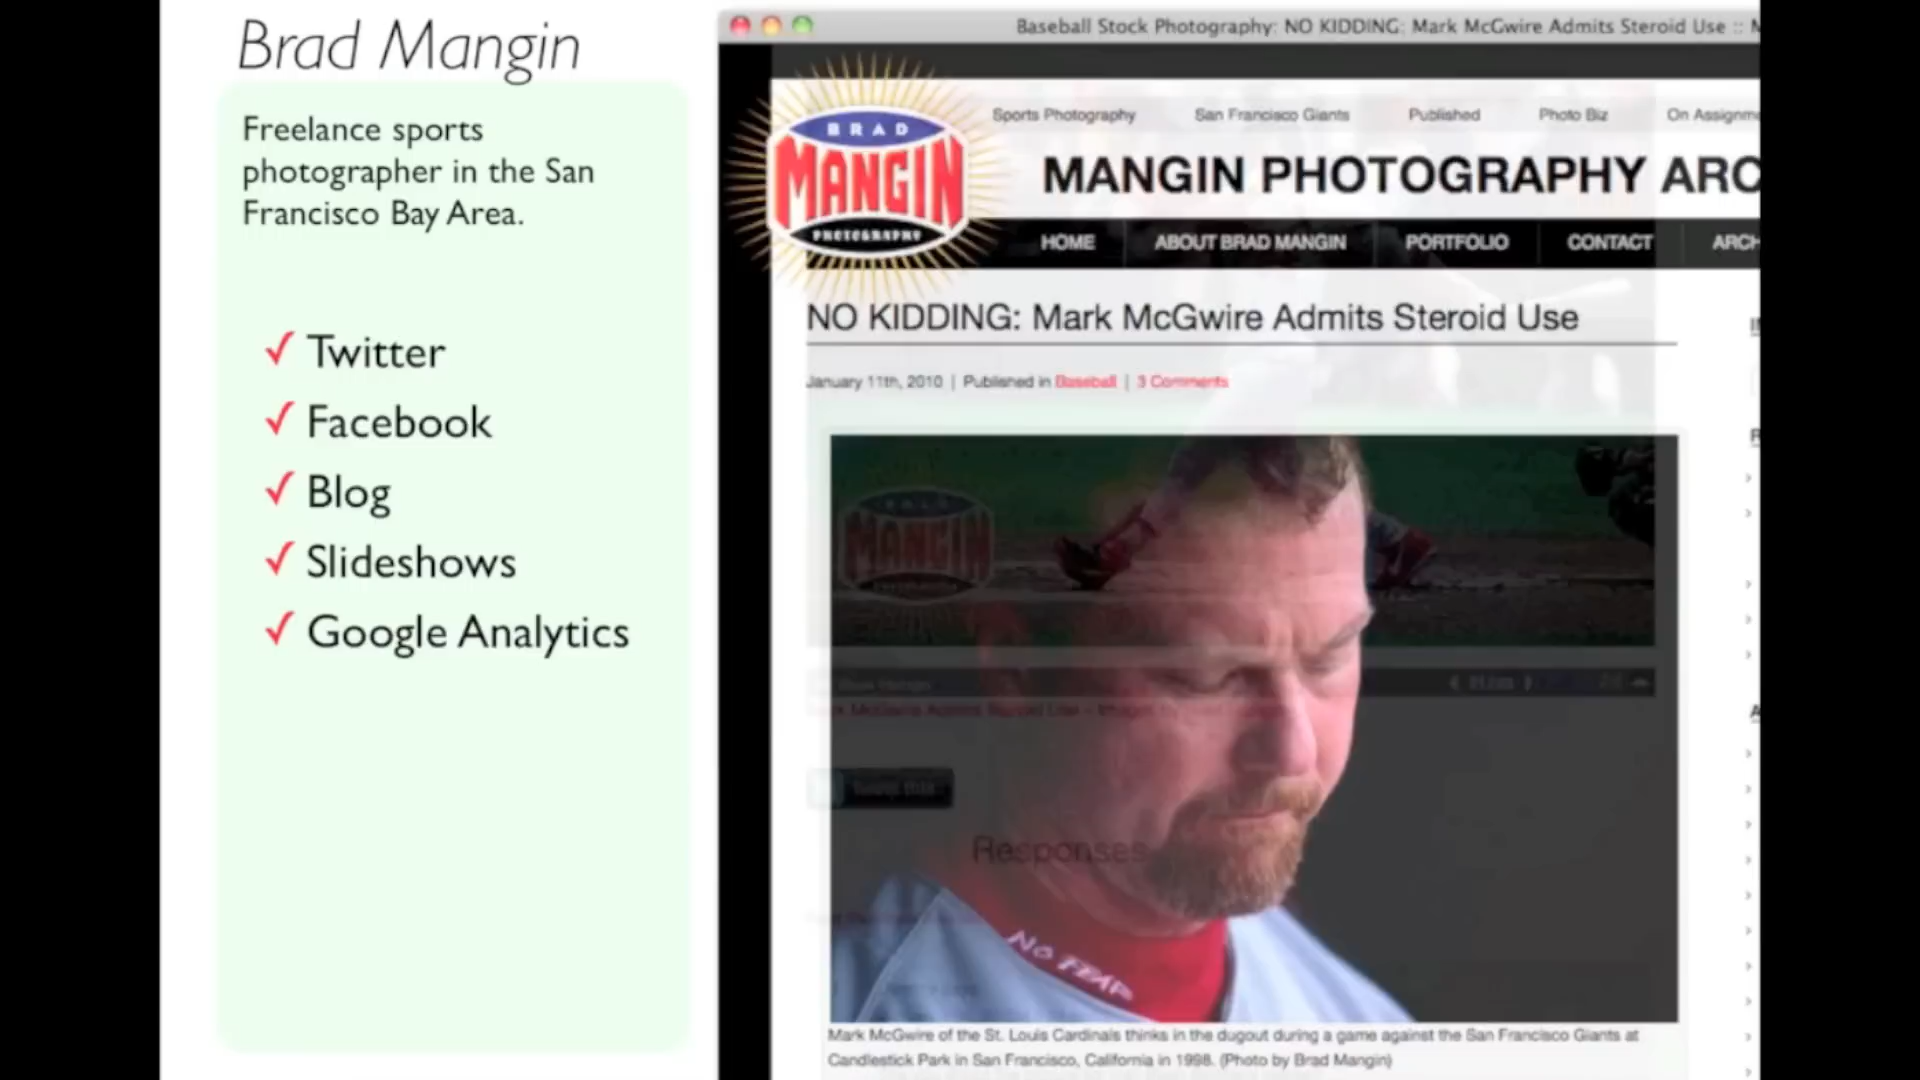 Brad Mangin
Freelance sports
photographer in the San
Francisco Bay Area.
✓ Twitter
✓ Facebook
✓ Blog
✓ Slideshows
✓ Google Analytics
Baseball Stock Photography: NO KIDDING: Mark McGwire Admits Steroid Use ::
BRAD
MANGIN
PHOTOGRAPHY
Sports Photography San Francisco Giants Published Photo Biz On Assignme
MANGIN PHOTOGRAPHY ARC
HOME ABOUT BRAD MANGIN PORTFOLIO CONTACT ARCH
NO KIDDING: Mark McGwire Admits Steroid Use
January 11th, 2010 | Published in Baseball | 3 Comments
MANGIN
Responses
No FEAR
Mark McGwire of the St. Louis Cardinals thinks in the dugout during a game against the San Francisco Giants at
Candlestick Park in San Francisco, California in 1998. (Photo by Brad Mangin)